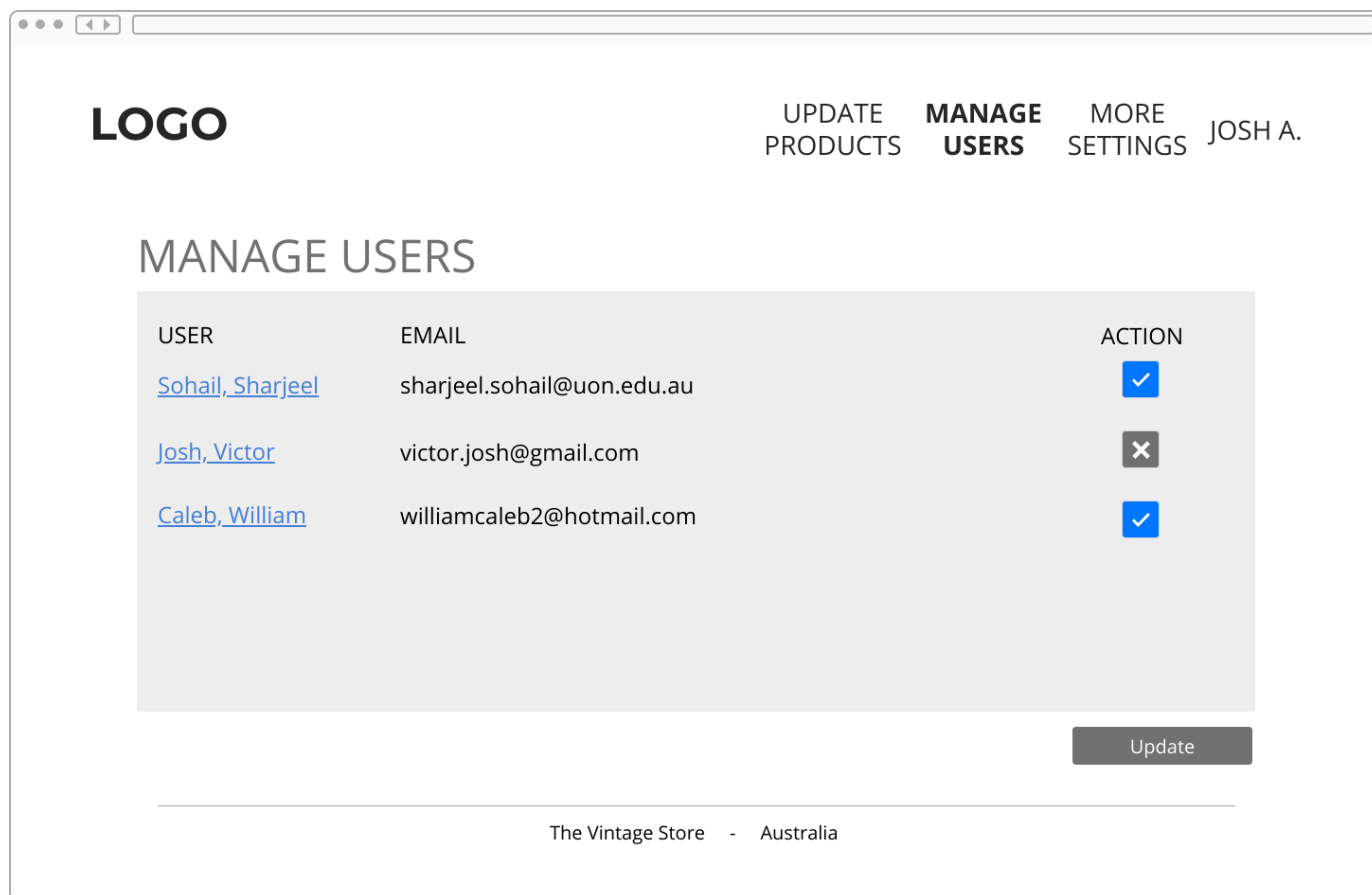 LOGO
UPDATE PRODUCTS
MANAGE USERS
MORE SETTINGS
JOSH A.
MANAGE USERS
USER EMAIL ACTION
Sohail, Sharjeel sharjeel.sohail@uon.edu.au
Josh, Victor victor.josh@gmail.com
Caleb, William williamcaleb2@hotmail.com
Update
The Vintage Store - Australia